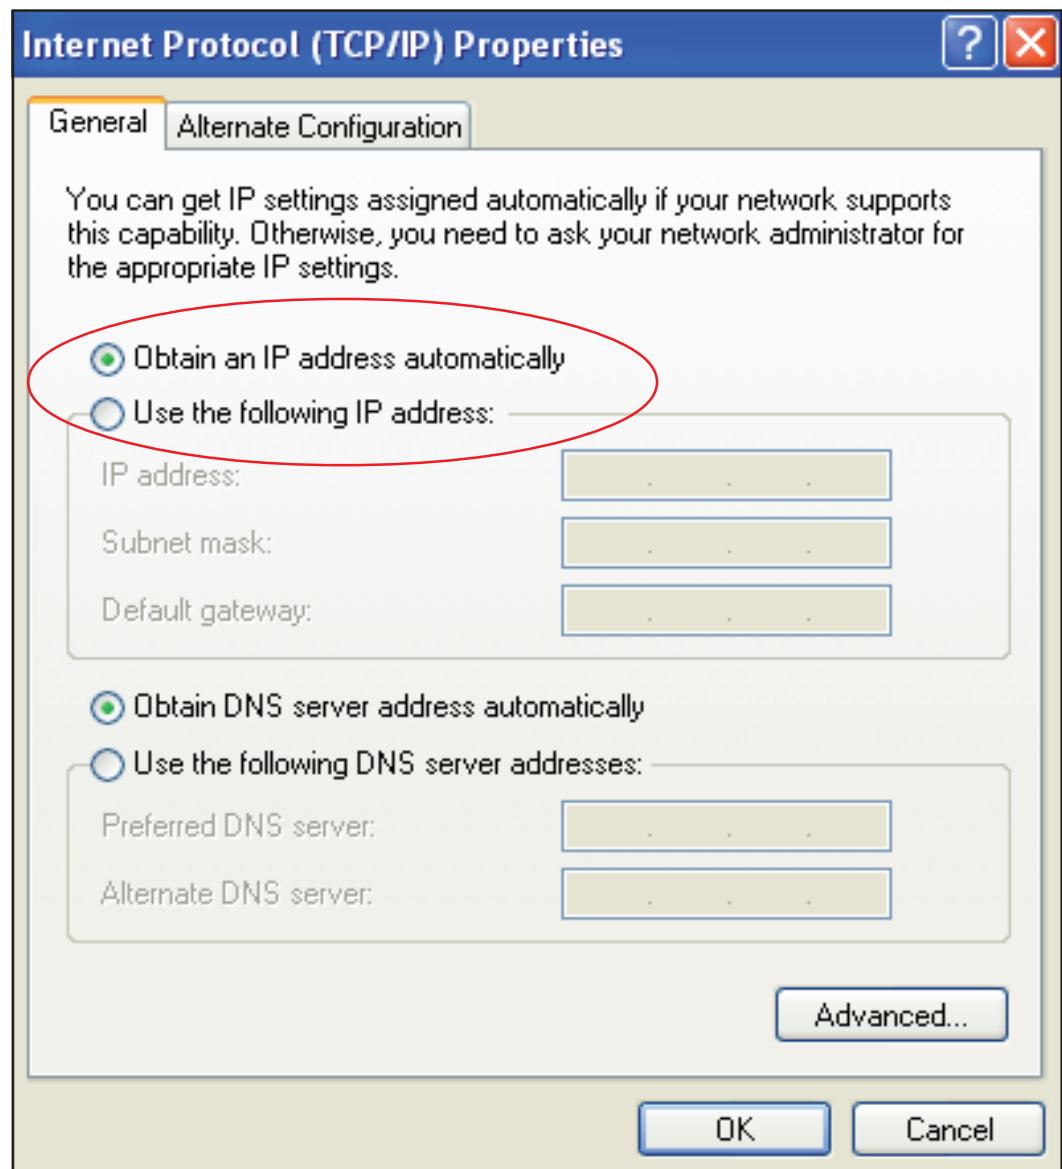 Internet Protocol (TCP/IP) Properties
General
Alternate Configuration
You can get IP settings assigned automatically if your network supports
this capability. Otherwise, you need to ask your network administrator for
the appropriate IP settings.
Obtain an IP address automatically
Use the following IP address:
IP address:
Subnet mask:
Default gateway:
Obtain DNS server address automatically
Use the following DNS server addresses:
Preferred DNS server:
Alternate DNS server:
Advanced...
OK
Cancel